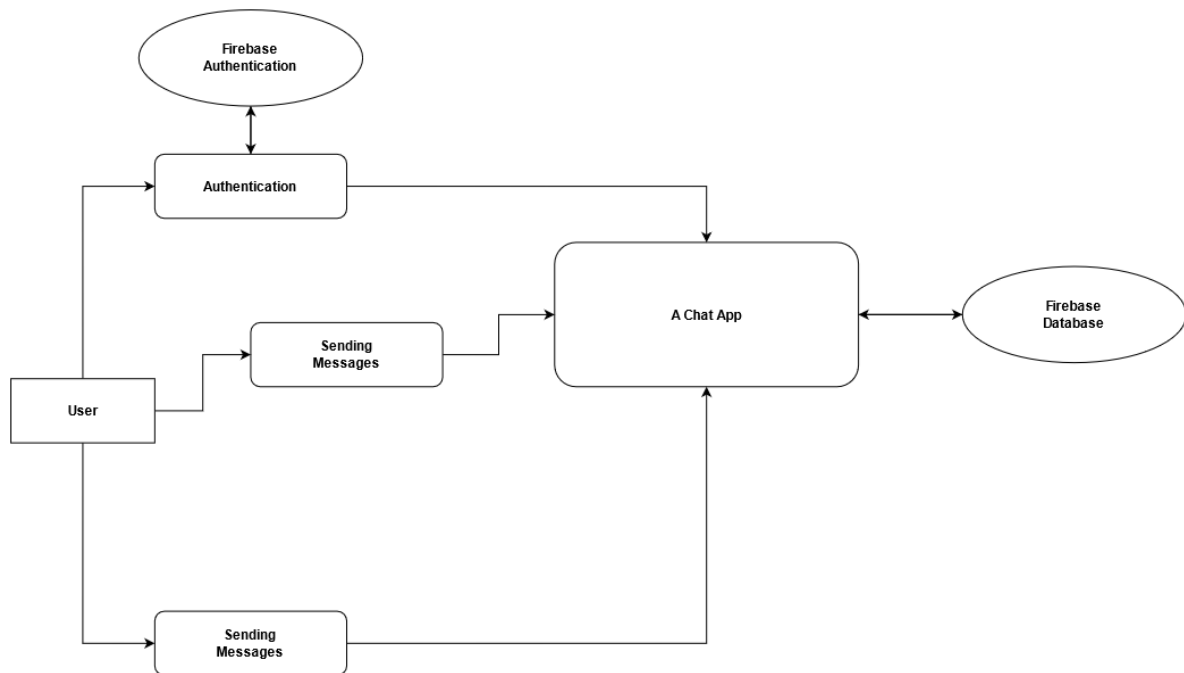 Firebase
Authentication
Authentication
A Chat App
Firebase
Database
Sending
Messages
User
Sending
Messages